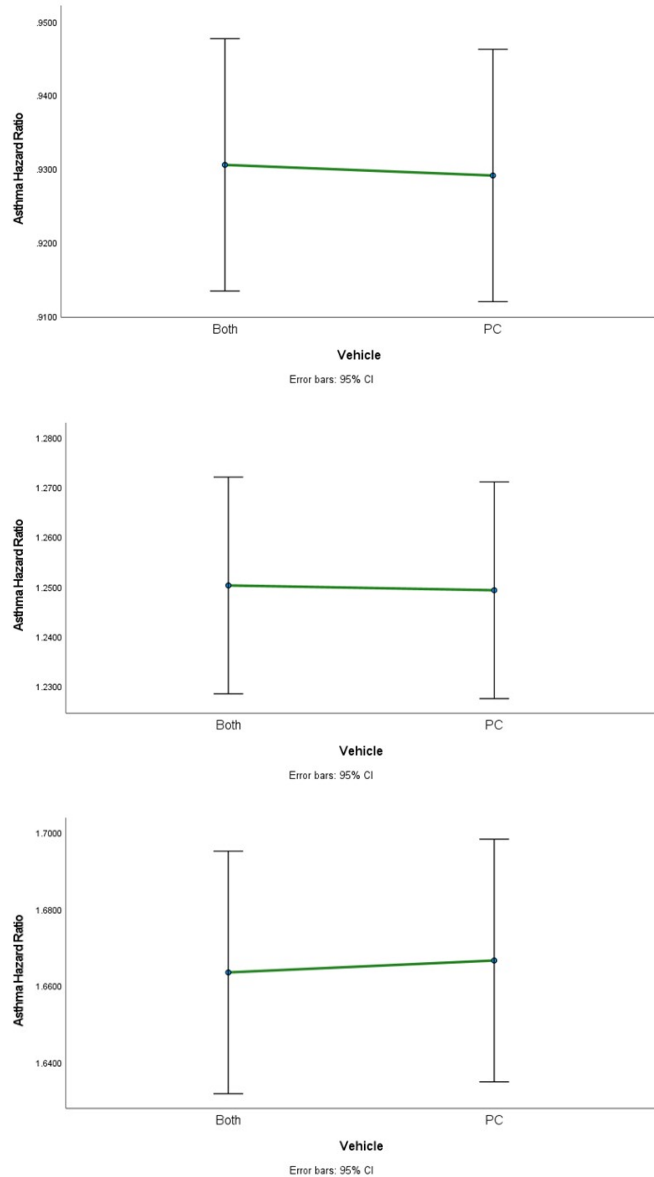 .9500
.9400
.9300
.9200
.9100
Asthma Hazard Ratio
Both PC
Vehicle
Error bars: 95% CI
1.2800
1.2700
1.2600
1.2500
1.2400
1.2300
Asthma Hazard Ratio
Both PC
Vehicle
Error bars: 95% CI
1.7000
1.6800
1.6600
1.6400
Asthma Hazard Ratio
Both PC
Vehicle
Error bars: 95% CI